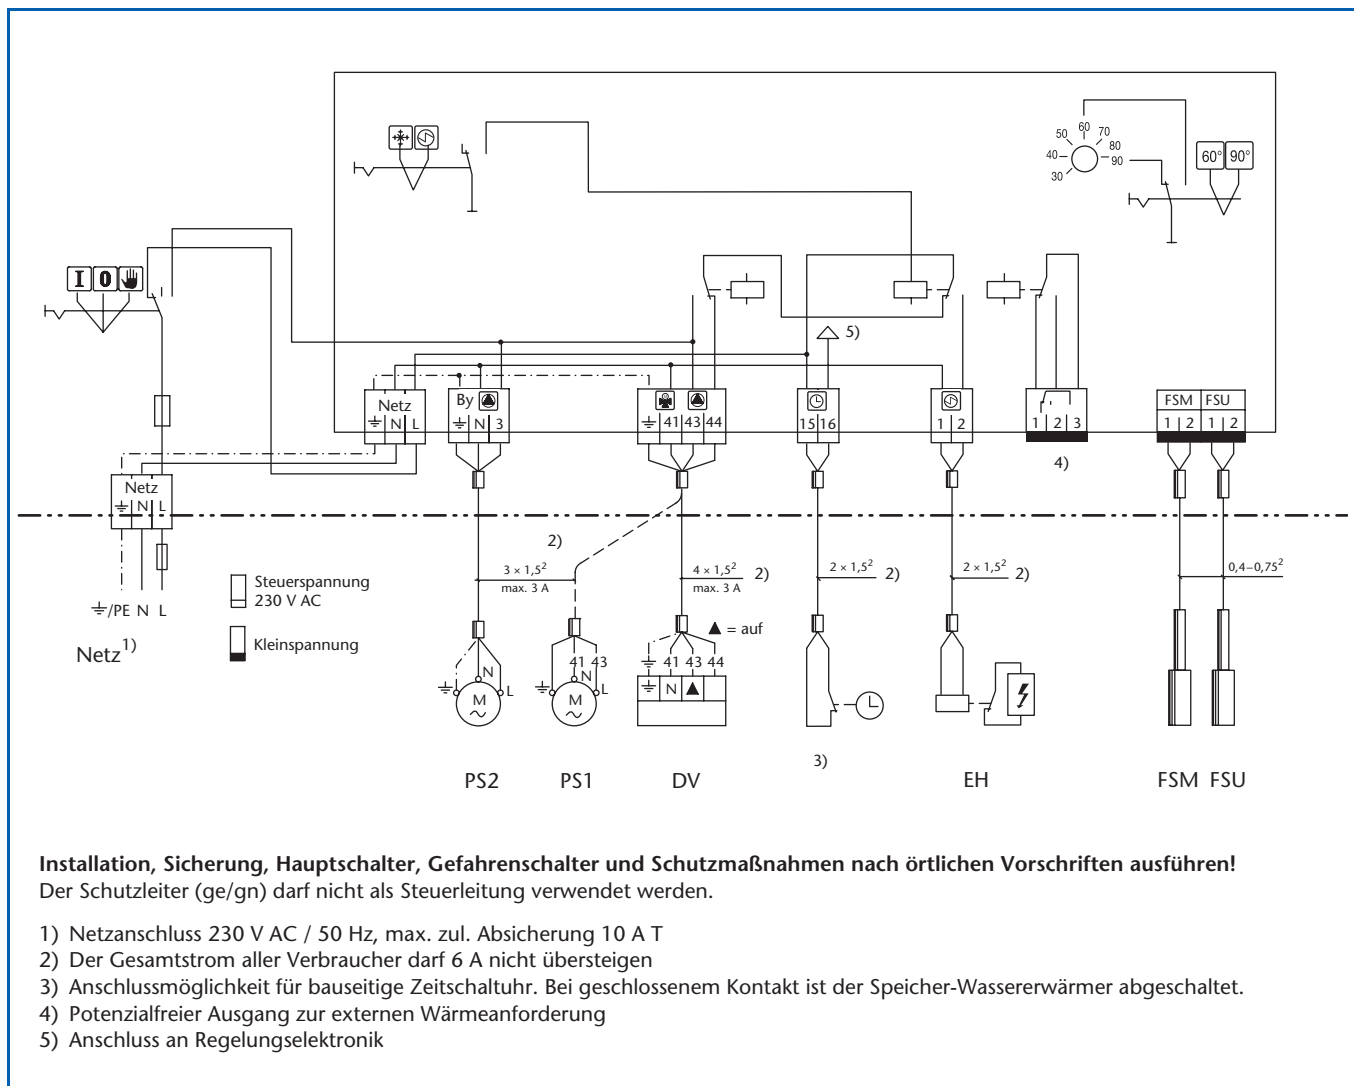 60° 90°
30 40 50 60 70 80 90
I 0
5)
Netz
N L
By
N 3
41 43 44
15 16
1 2
1 2 3
4)
FSM FSU
1 2 1 2
Netz
N L
/PE N L
Netz¹⁾
Steuerspannung
230 V AC
Kleinspannung
2)
3 × 1,5²
max. 3 A
4 × 1,5²
max. 3 A
2)
2 × 1,5²
2)
2 × 1,5²
2)
0,4–0,75²
▲ = auf
N
L
M
41 43
N
L
M
41 43 44
N ▲
3)
PS2 PS1 DV EH FSM FSU
Installation, Sicherung, Hauptschalter, Gefahrenschalter und Schutzmaßnahmen nach örtlichen Vorschriften ausführen!
Der Schutzleiter (ge/gn) darf nicht als Steuerleitung verwendet werden.
1) Netzanschluss 230 V AC / 50 Hz, max. zul. Absicherung 10 A T
2) Der Gesamtstrom aller Verbraucher darf 6 A nicht übersteigen
3) Anschlussmöglichkeit für bauseitige Zeitschaltuhr. Bei geschlossenem Kontakt ist der Speicher-Wassererwärmer abgeschaltet.
4) Potenzialfreier Ausgang zur externen Wärmeanforderung
5) Anschluss an Regelungselektronik